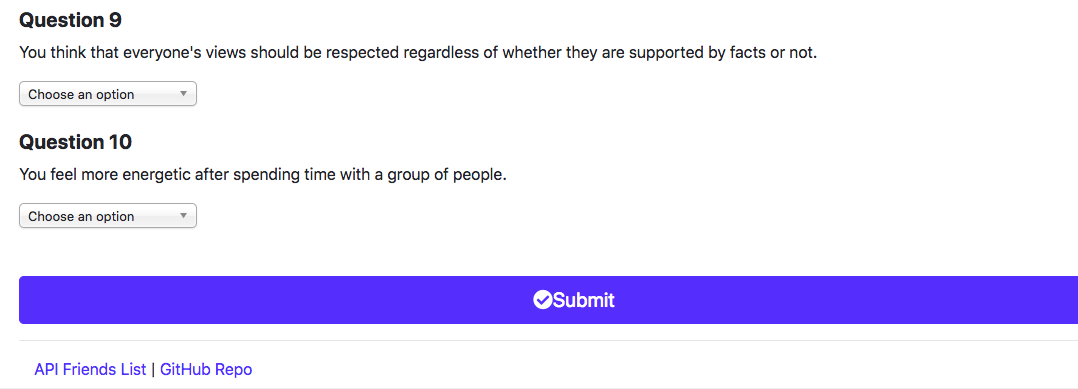 Question 9
You think that everyone's views should be respected regardless of whether they are supported by facts or not.
Choose an option
Question 10
You feel more energetic after spending time with a group of people.
Choose an option
Submit
API Friends List | GitHub Repo